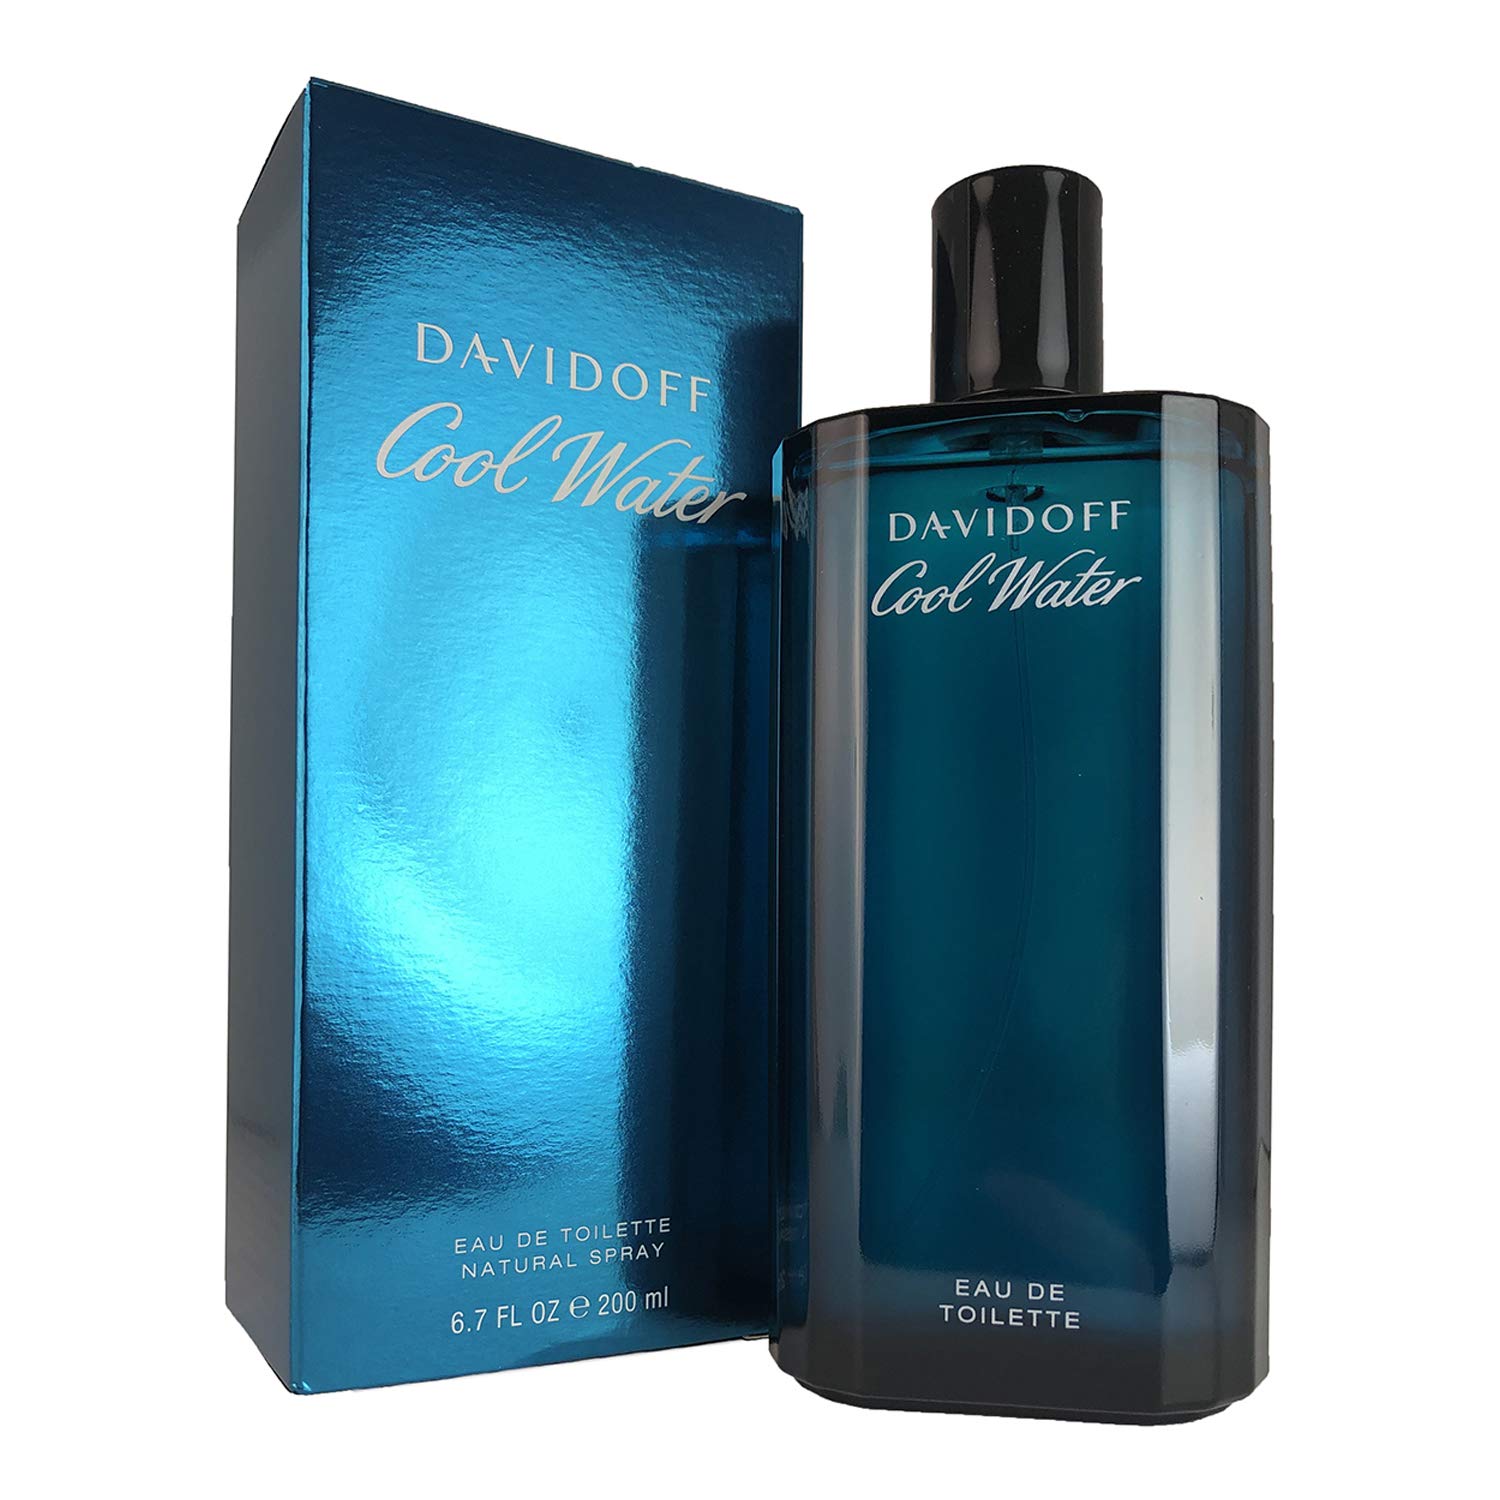 DAVIDOFF
Cool Water
EAU DE TOILETTE
NATURAL SPRAY
6.7 FL OZ ℮ 200 ml
DAVIDOFF
Cool Water
EAU DE
TOILETTE